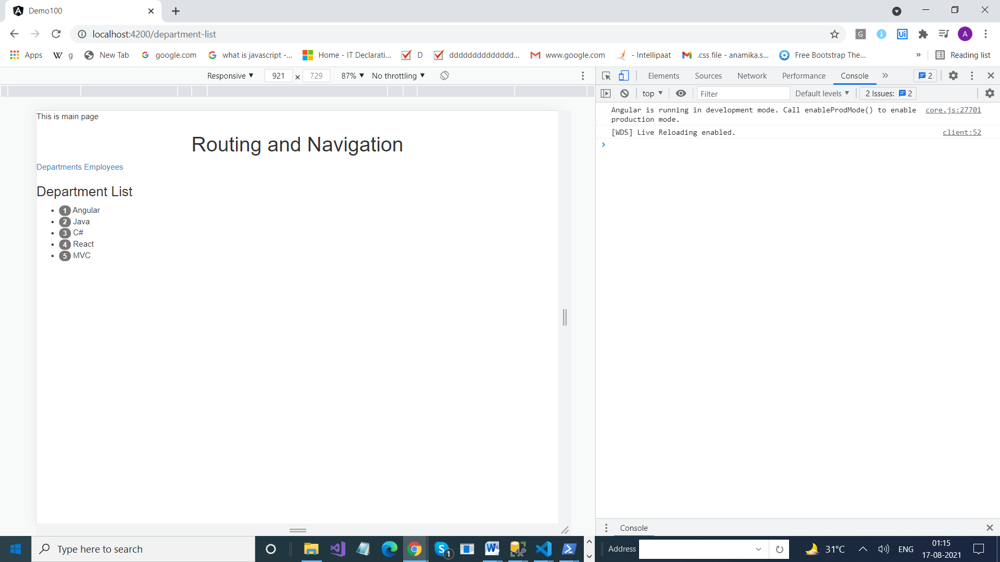 Demo100
localhost:4200/department-list
G
Ui
A
Apps
W g
New Tab
google.com
what is javascript -...
Home - IT Declarati...
D
dddddddddddddd...
www.google.com
- Intellipaat
.css file - anamika.s...
Free Bootstrap The...
»
Reading list
Responsive
921 × 729
87%
No throttling
Elements
Sources
Network
Performance
Console
2
top
Filter
Default levels
2 Issues: 2
Angular is running in development mode. Call enableProdMode() to enable core.js:27701
production mode.
[WDS] Live Reloading enabled. client:52
This is main page
Routing and Navigation
Departments Employees
Department List
1 Angular
2 Java
3 C#
4 React
5 MVC
Console
Type here to search
S 1
W
Address
31°C
ENG
01:15
17-08-2021